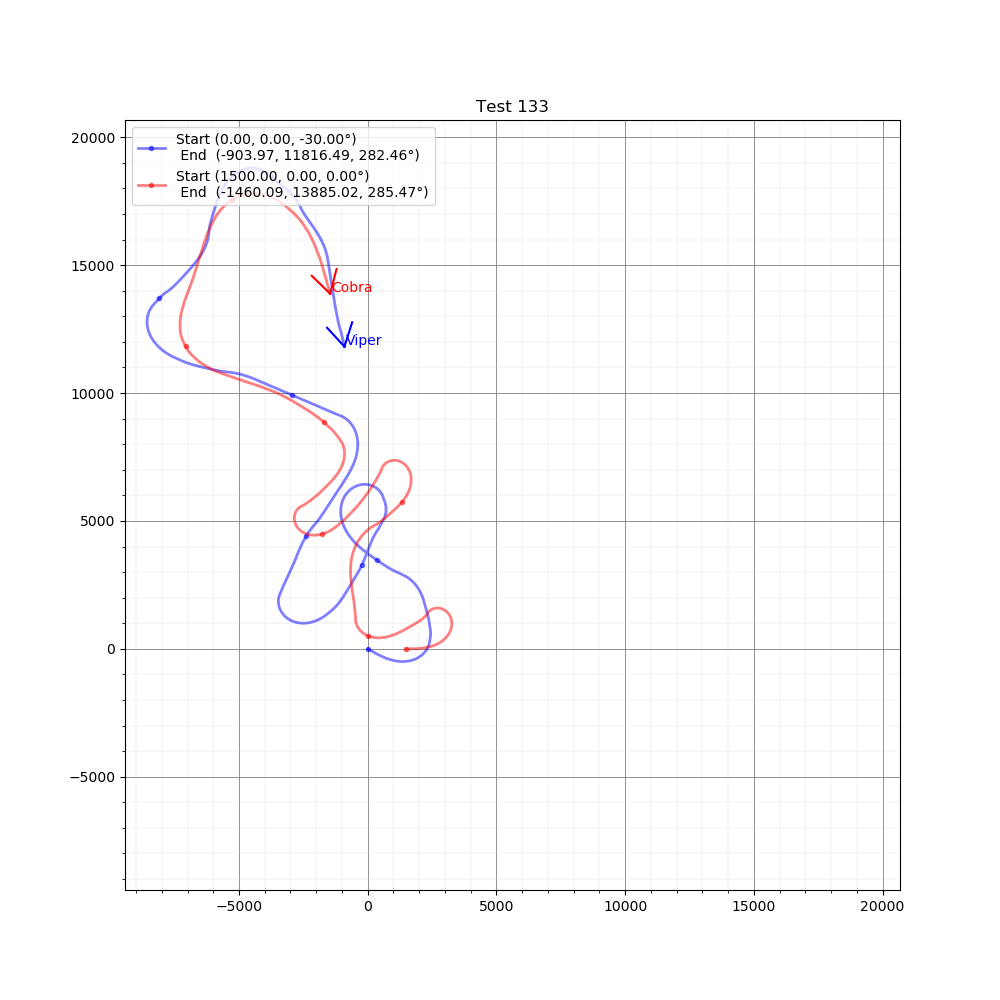 Test 133
Start (0.00, 0.00, -30.00°)
End  (-903.97, 11816.49, 282.46°)
Start (1500.00, 0.00, 0.00°)
End  (-1460.09, 13885.02, 285.47°)
20000
15000
10000
5000
0
−5000
Cobra
Viper
−5000 0 5000 10000 15000 20000